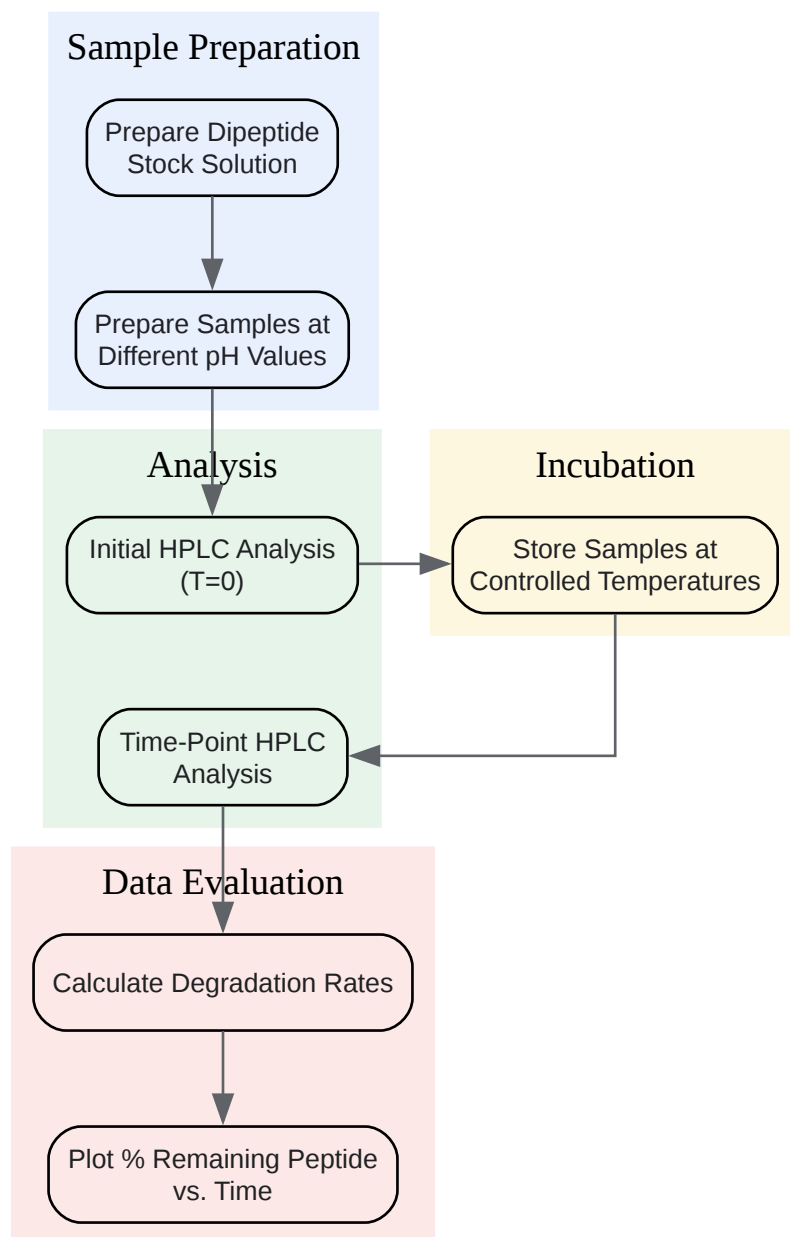 Sample Preparation
Prepare Dipeptide
Stock Solution
Prepare Samples at
Different pH Values
Analysis
Initial HPLC Analysis
(T=0)
Incubation
Store Samples at
Controlled Temperatures
Time-Point HPLC
Analysis
Data Evaluation
Calculate Degradation Rates
Plot % Remaining Peptide
vs. Time